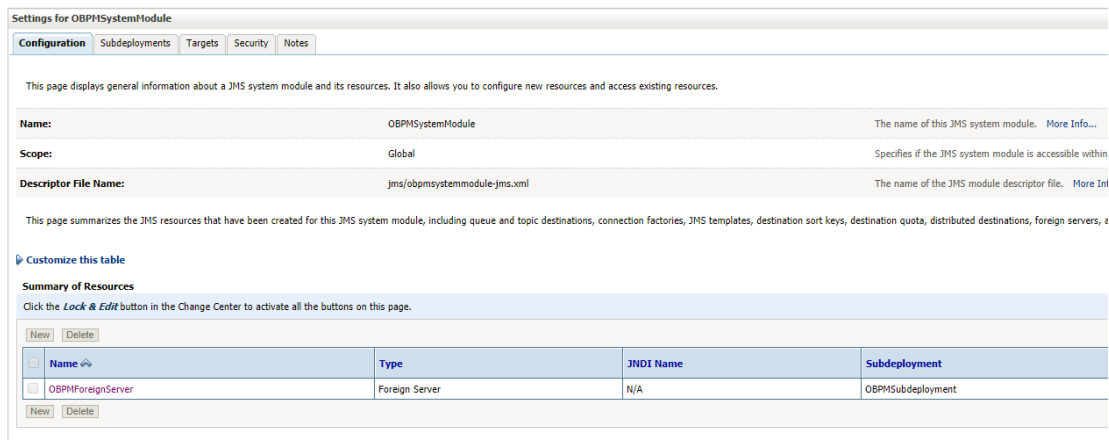 Settings for OBPMSystemModule
Configuration Subdeployments Targets Security Notes
This page displays general information about a JMS system module and its resources. It also allows you to configure new resources and access existing resources.
Name: OBPMSystemModule The name of this JMS system module. More Info...
Scope: Global Specifies if the JMS system module is accessible within
Descriptor File Name: jms/obpmsystemmodule-jms.xml The name of the JMS module descriptor file. More Inf
This page summarizes the JMS resources that have been created for this JMS system module, including queue and topic destinations, connection factories, JMS templates, destination sort keys, destination quota, distributed destinations, foreign servers, a
Customize this table
Summary of Resources
Click the Lock & Edit button in the Change Center to activate all the buttons on this page.
New Delete
Name Type JNDI Name Subdeployment
OBPMForeignServer Foreign Server N/A OBPMSubdeployment
New Delete